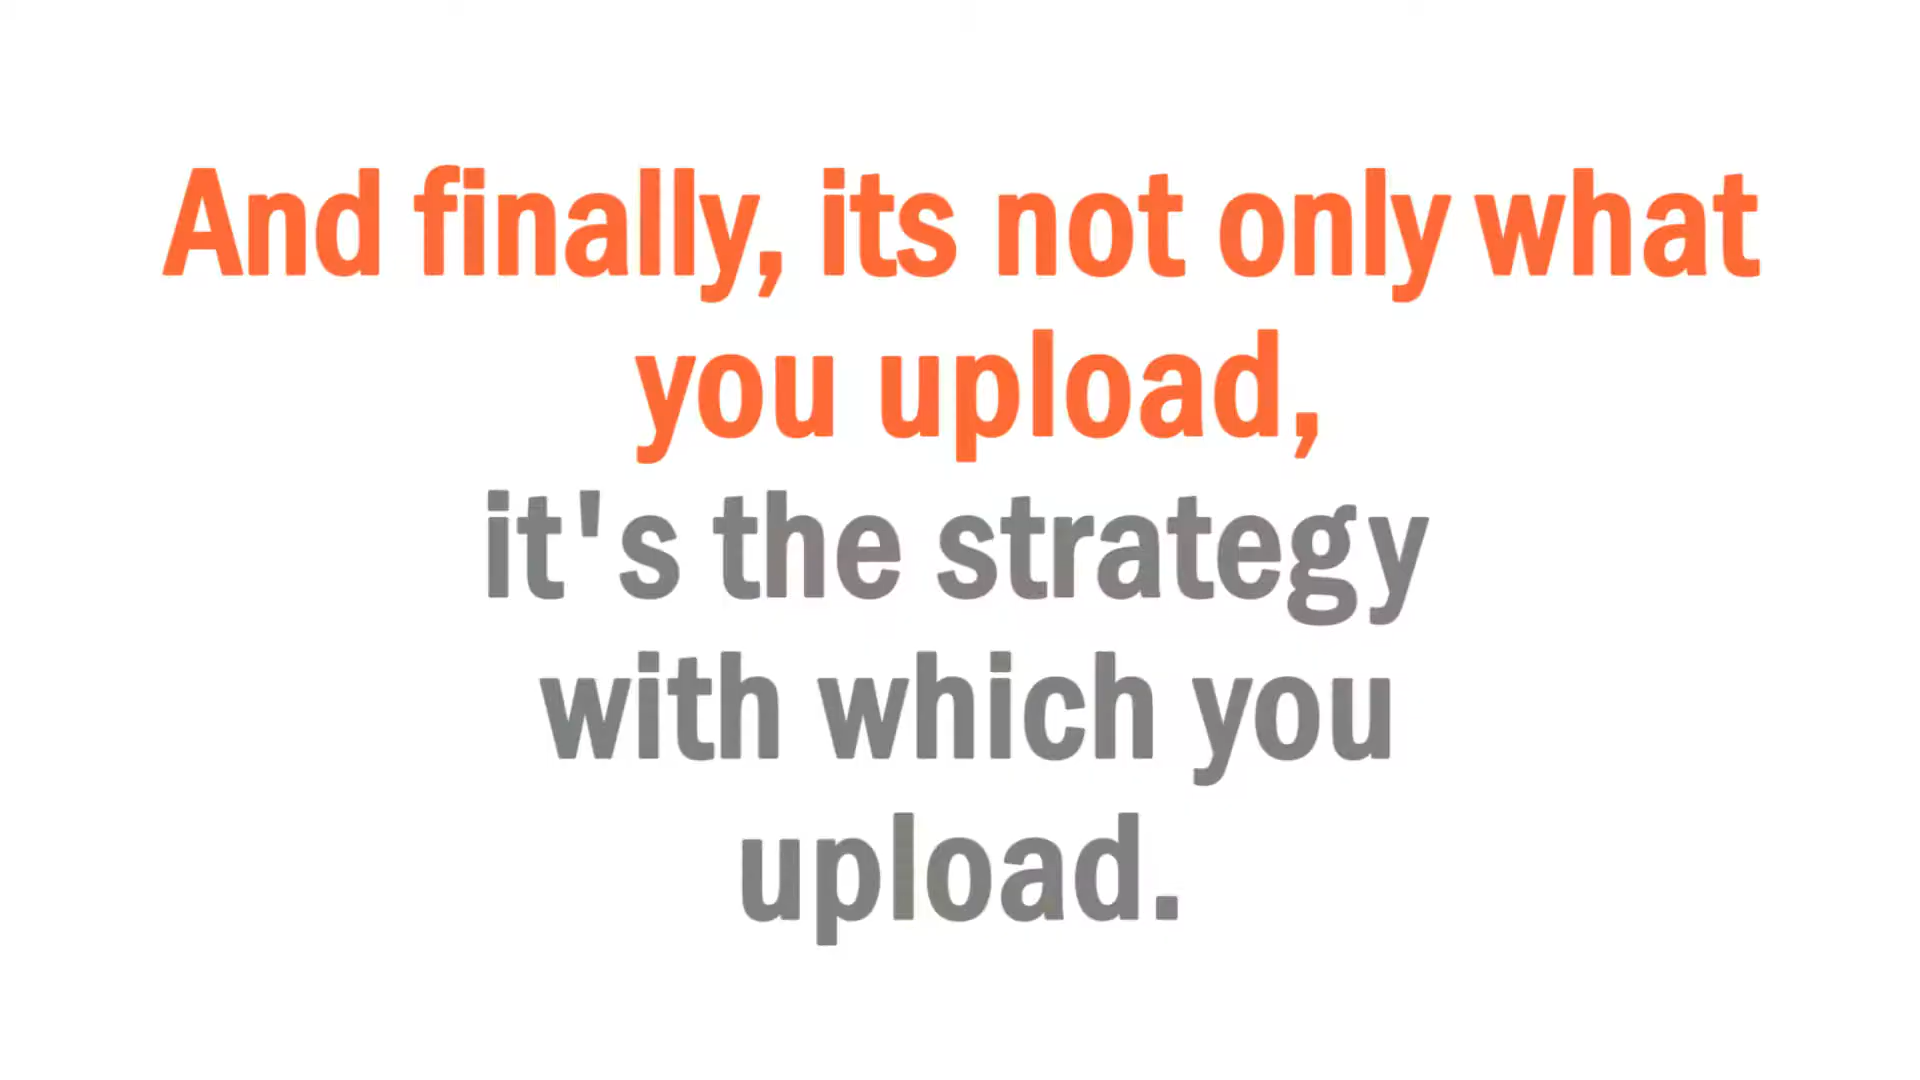 And finally, its not only what
you upload,
it's the strategy
with which you
upload.